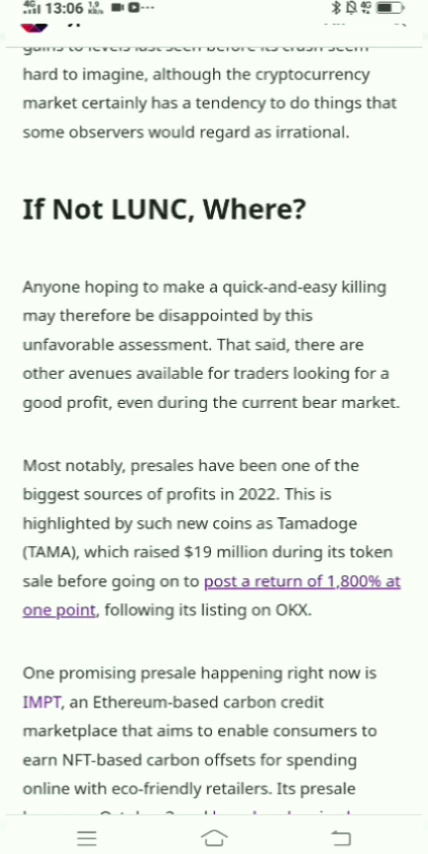 13:06
hard to imagine, although the cryptocurrency
market certainly has a tendency to do things that
some observers would regard as irrational.
If Not LUNC, Where?
Anyone hoping to make a quick-and-easy killing
may therefore be disappointed by this
unfavorable assessment. That said, there are
other avenues available for traders looking for a
good profit, even during the current bear market.
Most notably, presales have been one of the
biggest sources of profits in 2022. This is
highlighted by such new coins as Tamadoge
(TAMA), which raised $19 million during its token
sale before going on to post a return of 1,800% at
one point, following its listing on OKX.
One promising presale happening right now is
IMPT, an Ethereum-based carbon credit
marketplace that aims to enable consumers to
earn NFT-based carbon offsets for spending
online with eco-friendly retailers. Its presale